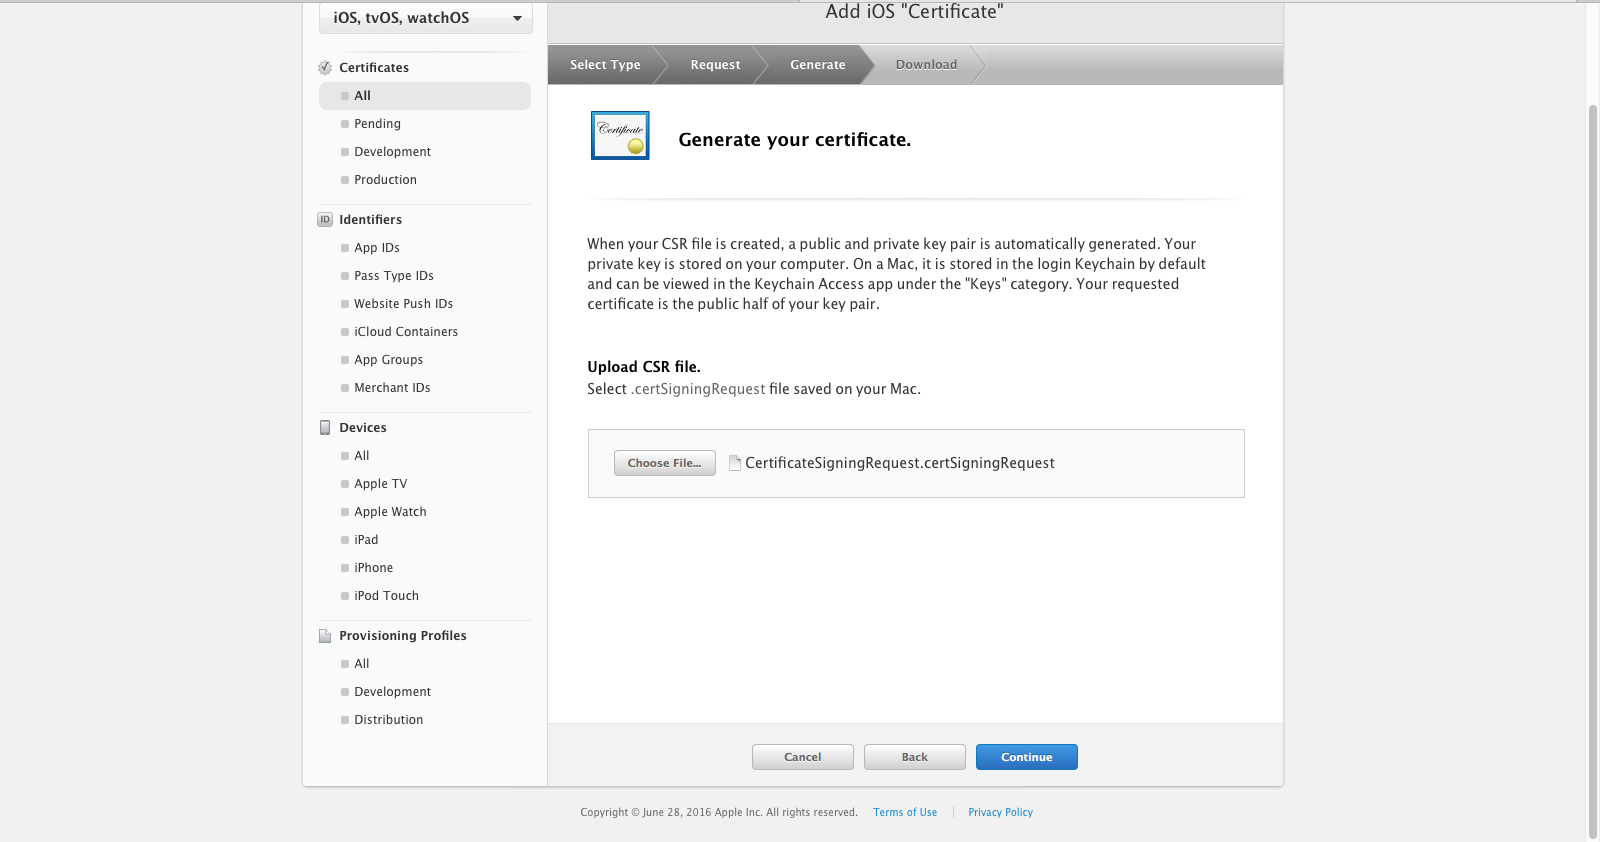 iOS, tvOS, watchOS
Certificates
All
Pending
Development
Production
ID Identifiers
App IDs
Pass Type IDs
Website Push IDs
iCloud Containers
App Groups
Merchant IDs
Devices
All
Apple TV
Apple Watch
iPad
iPhone
iPod Touch
Provisioning Profiles
All
Development
Distribution
Add iOS "Certificate"
Select Type Request Generate Download
Certificate
Generate your certificate.
When your CSR file is created, a public and private key pair is automatically generated. Your
private key is stored on your computer. On a Mac, it is stored in the login Keychain by default
and can be viewed in the Keychain Access app under the "Keys" category. Your requested
certificate is the public half of your key pair.
Upload CSR file.
Select .certSigningRequest file saved on your Mac.
Choose File... CertificateSigningRequest.certSigningRequest
Cancel Back Continue
Copyright © June 28, 2016 Apple Inc. All rights reserved. Terms of Use Privacy Policy